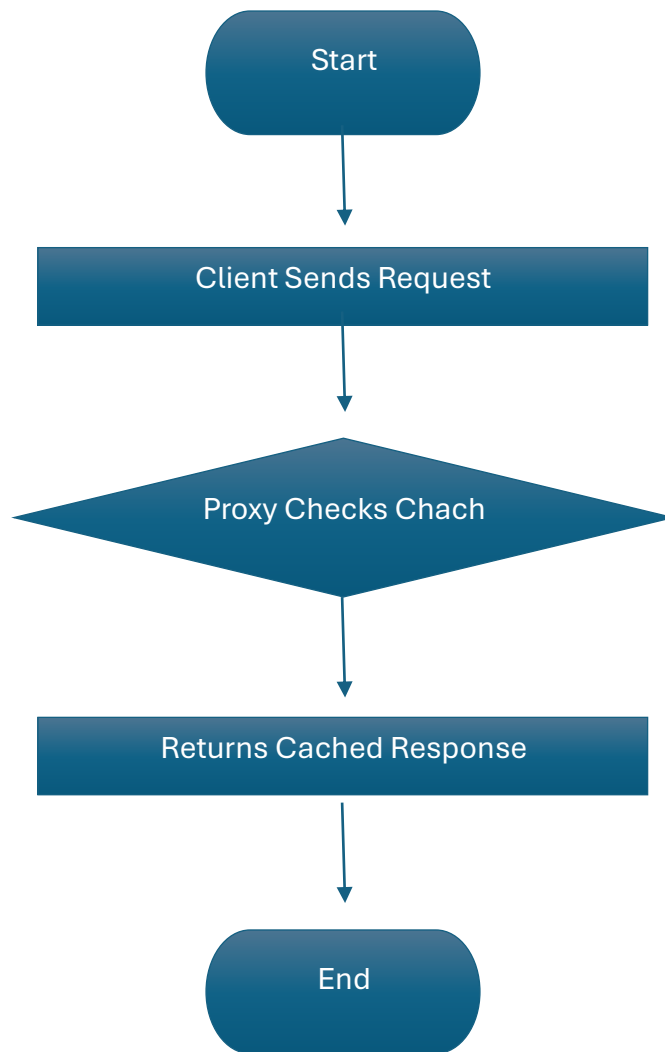 Start
Client Sends Request
Proxy Checks Chach
Returns Cached Response
End